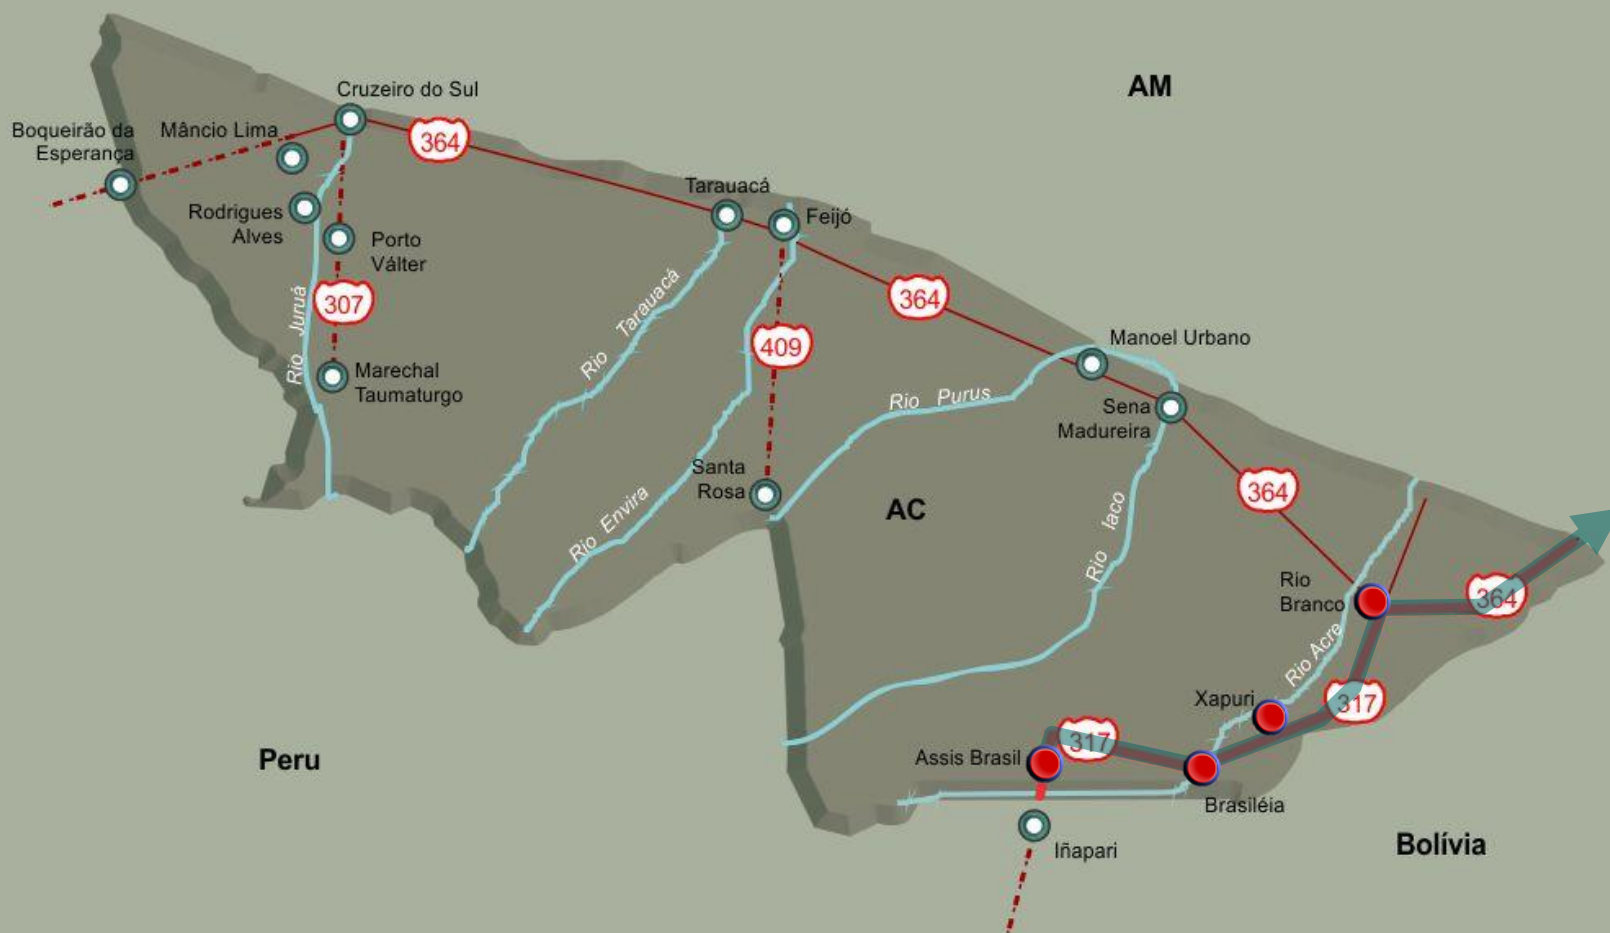 AM
Cruzeiro do Sul
Boqueirão da
Esperança
Mâncio Lima
364
Tarauacá
Feijó
Rodrigues
Alves
Porto
Válter
307
Rio Juruá
Rio Tarauacá
364
409
Manoel Urbano
Marechal
Taumaturgo
Rio Purus
Sena
Madureira
Santa
Rosa
364
AC
Rio Envira
Rio Iaco
Rio
Branco
364
Rio Acre
Xapuri
317
317
Assis Brasil
Peru
Brasiléia
Iñapari
Bolívia